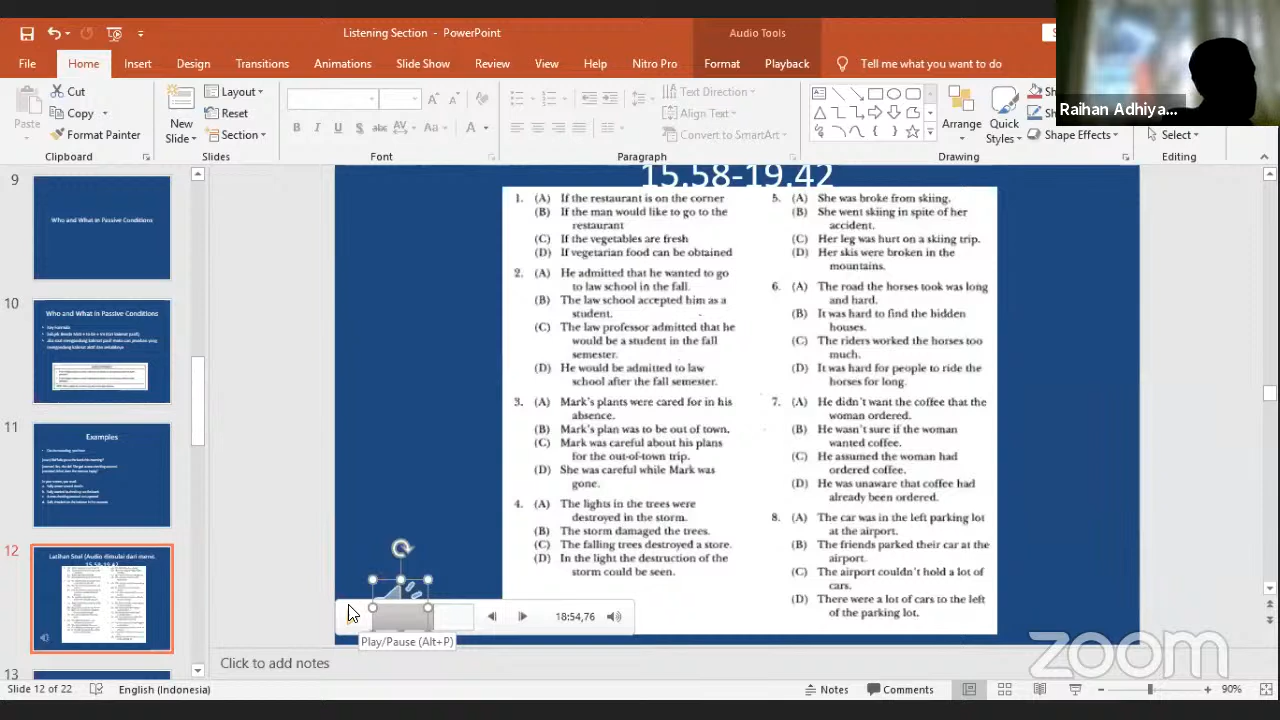 Listening Section - PowerPoint
Audio Tools
File Home Insert Design Transitions Animations Slide Show Review View Help Nitro Pro Format Playback Tell me what you want to do
Raihan Adhiya...
Paste
Cut
Copy
Format Painter
Clipboard
New Slide
Layout
Reset
Section
Slides
Font
Text Direction
Align Text
Convert to SmartArt
Paragraph
Arrange
Quick Styles
Shape Effects
Drawing
Select
Editing
9
Who and What in Passive Conditions
10
Who and What in Passive Conditions
11
Examples
12
Latihan Soal (Audio dimulai dari menit
15.58-19.42
13
15.58-19.42
1. (A) If the restaurant is on the corner
(B) If the man would like to go to the
restaurant
(C) If the vegetables are fresh
(D) If vegetarian food can be obtained
2. (A) He admitted that he wanted to go
to law school in the fall.
(B) The law school accepted him as a
student.
(C) The law professor admitted that he
would be a student in the fall
semester.
(D) He would be admitted to law
school after the fall semester.
3. (A) Mark's plants were cared for in his
absence.
(B) Mark's plan was to be out of town.
(C) Mark was careful about his plans
for the out-of-town trip.
(D) She was careful while Mark was
gone.
4. (A) The lights in the trees were
destroyed in the storm.
(B) The storm damaged the trees.
(C) The falling trees destroyed a store.
(D) In the light the destruction of the
storm could be seen.
5. (A) She was broke from skiing.
(B) She went skiing in spite of her
accident.
(C) Her leg was hurt on a skiing trip.
(D) Her skis were broken in the
mountains.
6. (A) The road the horses took was long
and hard.
(B) It was hard to find the hidden
houses.
(C) The riders worked the horses too
much.
(D) It was hard for people to ride the
horses for long.
7. (A) He didn't want the coffee that the
woman ordered.
(B) He wasn't sure if the woman
wanted coffee.
(C) He assumed the woman had
ordered coffee.
(D) He was unaware that coffee had
already been ordered.
8. (A) The car was in the left parking lot
at the airport.
(B) The friends parked their car at the
airport.
(C) The airport couldn't hold a lot of
cars.
(D) There were a lot of cars to the left
of the parking lot.
8:54,76
Play/Pause (Alt+P)
Click to add notes
zoom
Slide 12 of 22 English (Indonesia) Notes Comments 90%